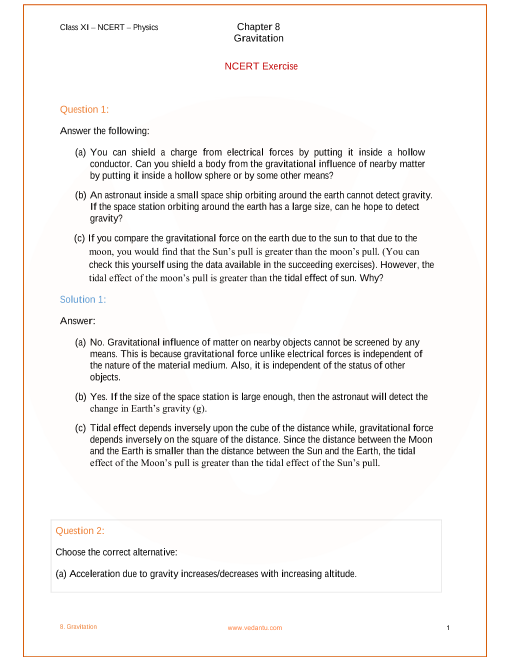 Class XI – NCERT – Physics
Chapter 8
Gravitation
NCERT Exercise
Question 1:
Answer the following:
(a) You can shield a charge from electrical forces by putting it inside a hollow
conductor. Can you shield a body from the gravitational influence of nearby matter
by putting it inside a hollow sphere or by some other means?
(b) An astronaut inside a small space ship orbiting around the earth cannot detect gravity.
If the space station orbiting around the earth has a large size, can he hope to detect
gravity?
(c) If you compare the gravitational force on the earth due to the sun to that due to the
moon, you would find that the Sun’s pull is greater than the moon’s pull. (You can
check this yourself using the data available in the succeeding exercises). However, the
tidal effect of the moon’s pull is greater than the tidal effect of sun. Why?
Solution 1:
Answer:
(a) No. Gravitational influence of matter on nearby objects cannot be screened by any
means. This is because gravitational force unlike electrical forces is independent of
the nature of the material medium. Also, it is independent of the status of other
objects.
(b) Yes. If the size of the space station is large enough, then the astronaut will detect the
change in Earth’s gravity (g).
(c) Tidal effect depends inversely upon the cube of the distance while, gravitational force
depends inversely on the square of the distance. Since the distance between the Moon
and the Earth is smaller than the distance between the Sun and the Earth, the tidal
effect of the Moon’s pull is greater than the tidal effect of the Sun’s pull.
Question 2:
Choose the correct alternative:
(a) Acceleration due to gravity increases/decreases with increasing altitude.
8. Gravitation
www.vedantu.com
1